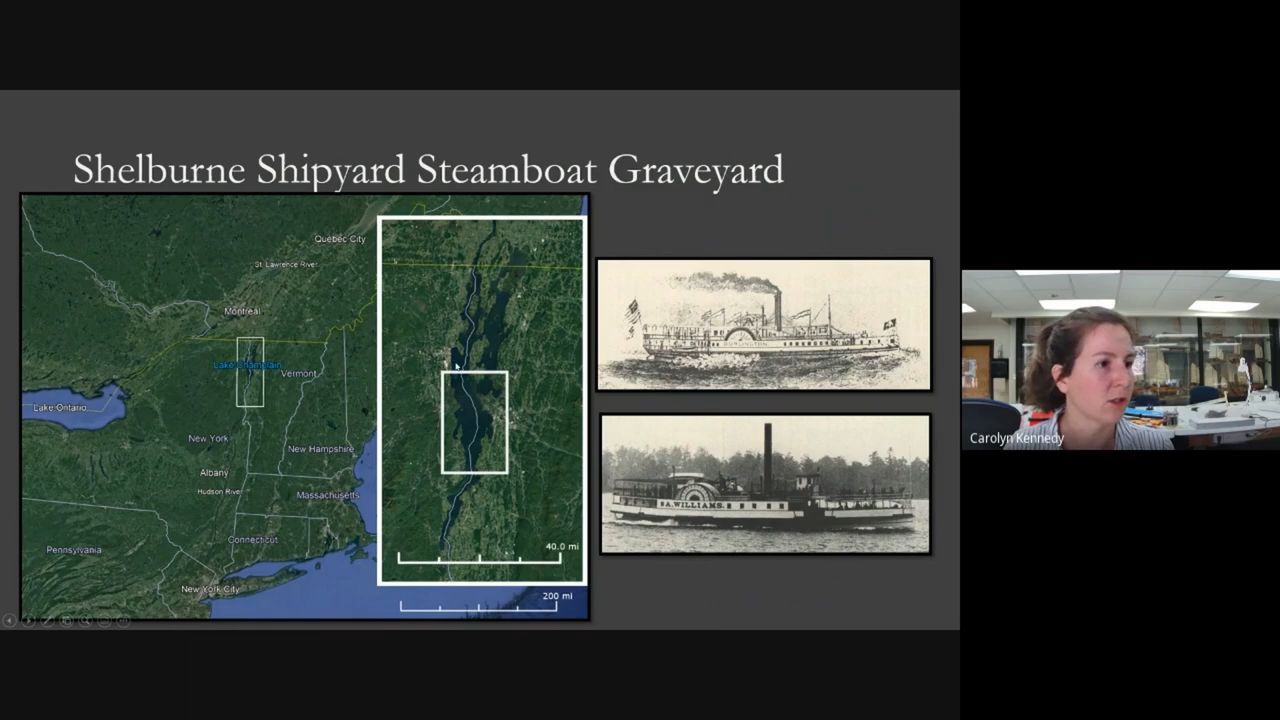 Shelburne Shipyard Steamboat Graveyard
Quebec City
St. Lawrence River
Montreal
Lake Champlain
Vermont
Lake Ontario
New York
New Hampshire
Albany
Hudson River
Massachusetts
Connecticut
Pennsylvania
New York City
40.0 mi
200 mi
BURLINGTON
A.WILLIAMS.
Carolyn Kennedy